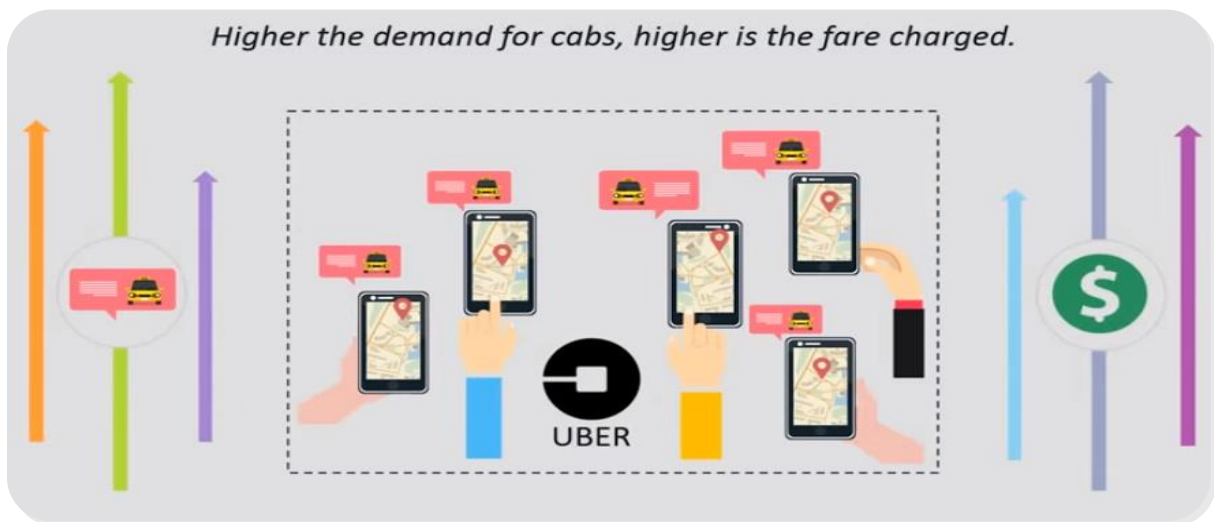 Higher the demand for cabs, higher is the fare charged.
$
UBER